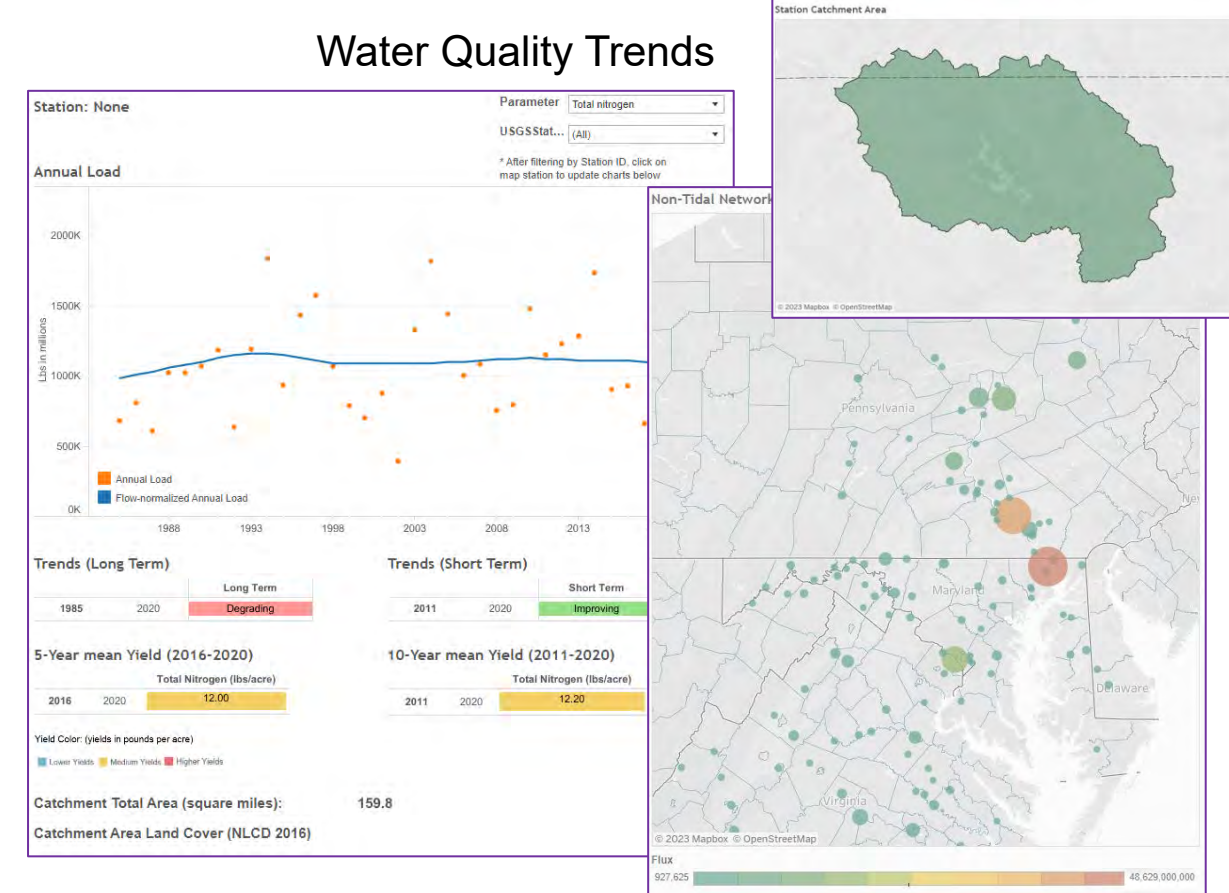 Water Quality Trends
Station: None
Parameter Total nitrogen
USGSStat... (All)
* After filtering by Station ID, click on
map station to update charts below
Annual Load
2000K
1500K
1000K
500K
0K
Lbs in millions
Annual Load
Flow-normalized Annual Load
1988 1993 1998 2003 2008 2013
Trends (Long Term)
Long Term
1985 2020 Degrading
Trends (Short Term)
Short Term
2011 2020 Improving
5-Year mean Yield (2016-2020)
Total Nitrogen (lbs/acre)
2016 2020 12.00
10-Year mean Yield (2011-2020)
Total Nitrogen (lbs/acre)
2011 2020 12.20
Yield Color: (yields in pounds per acre)
Lower Yields Medium Yields Higher Yields
Catchment Total Area (square miles): 159.8
Catchment Area Land Cover (NLCD 2016)
Station Catchment Area
© 2023 Mapbox © OpenStreetMap
Non-Tidal Network
Pennsylvania
Maryland
Delaware
Virginia
© 2023 Mapbox © OpenStreetMap
Flux
927,625 48,629,000,000